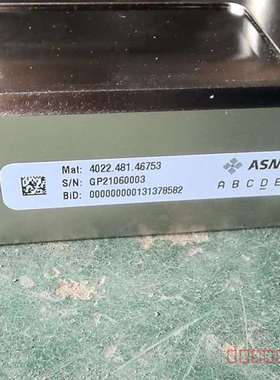 Mat: 4022.481.46753
S/N: GP21060003
BiD: 000000000131378582
ASM
A B C D E